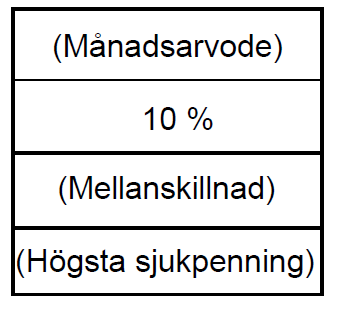 (Månadsarvode)
10 %
(Mellanskillnad)
(Högsta sjukpenning)